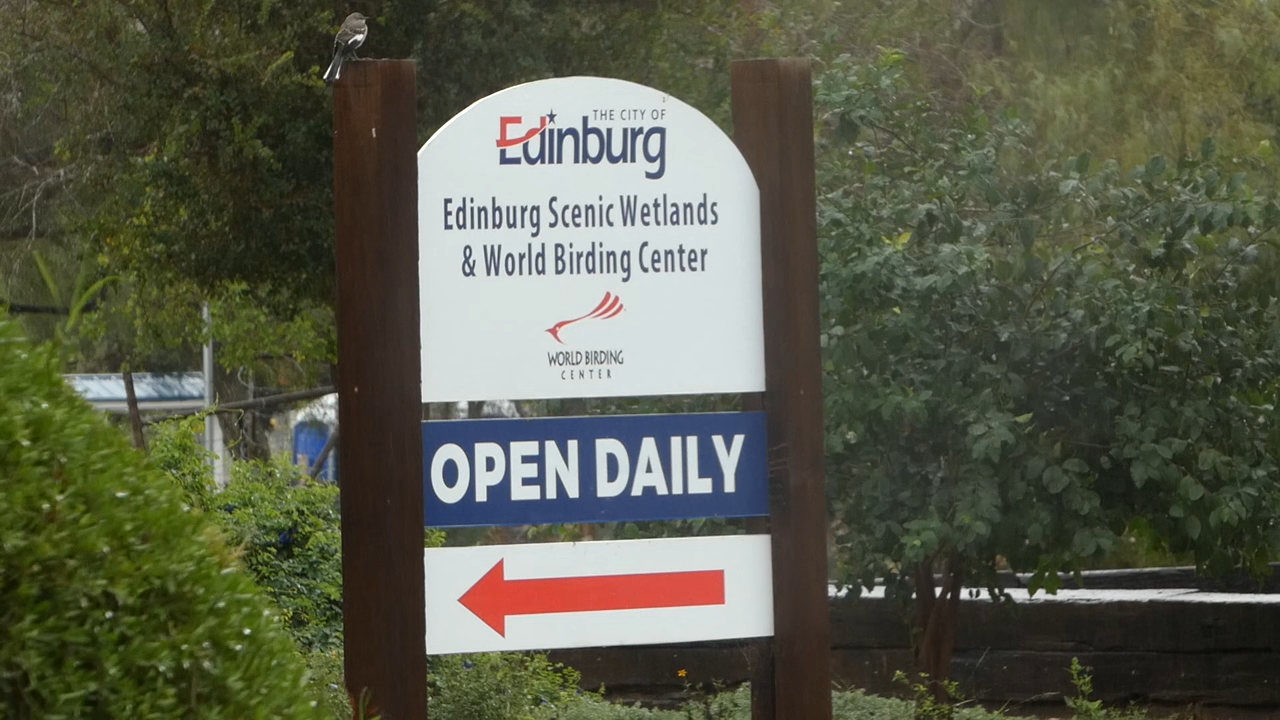 THE CITY OF
Edinburg
Edinburg Scenic Wetlands
& World Birding Center
WORLD BIRDING
CENTER
OPEN DAILY